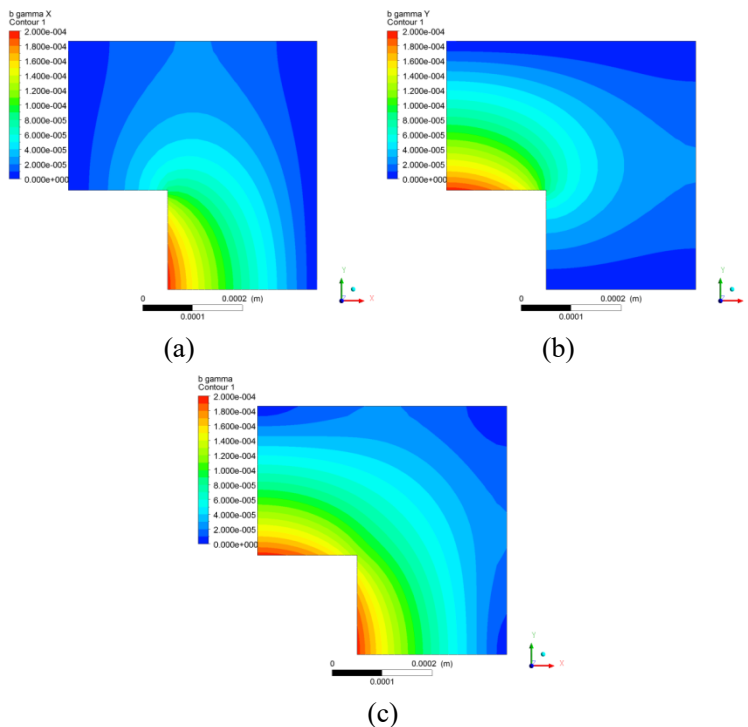 b gamma X
Contour 1
2.000e-004
1.800e-004
1.600e-004
1.400e-004
1.200e-004
1.000e-004
8.000e-005
6.000e-005
4.000e-005
2.000e-005
0.000e+000
0 0.0002 (m)
0.0001
Y
X
(a)
b gamma Y
Contour 1
2.000e-004
1.800e-004
1.600e-004
1.400e-004
1.200e-004
1.000e-004
8.000e-005
6.000e-005
4.000e-005
2.000e-005
0.000e+000
0 0.0002 (m)
0.0001
Y
(b)
b gamma
Contour 1
2.000e-004
1.800e-004
1.600e-004
1.400e-004
1.200e-004
1.000e-004
8.000e-005
6.000e-005
4.000e-005
2.000e-005
0.000e+000
0 0.0002 (m)
0.0001
Y
X
(c)